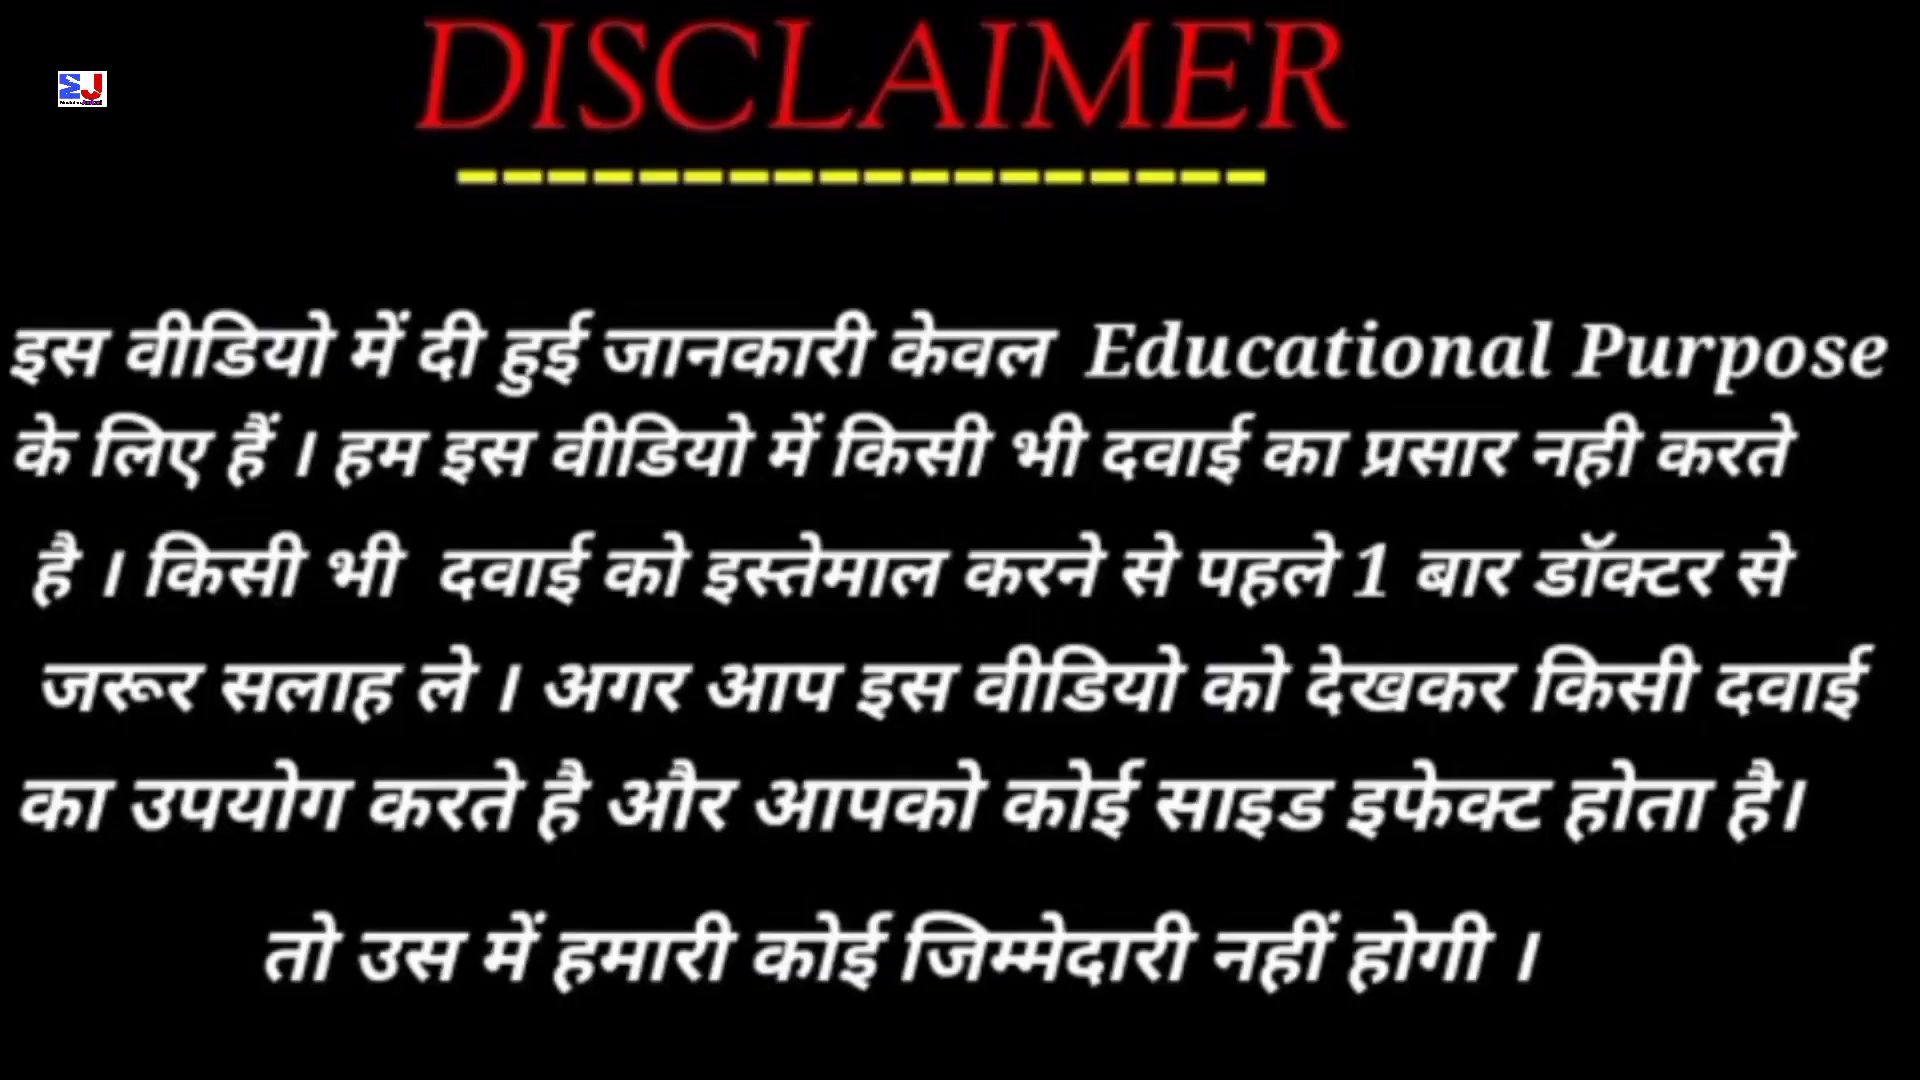 DISCLAIMER
इस वीडियो में दी हुई जानकारी केवल Educational Purpose
के लिए हैं । हम इस वीडियो में किसी भी दवाई का प्रसार नही करते
है । किसी भी दवाई को इस्तेमाल करने से पहले 1 बार डॉक्टर से
जरूर सलाह ले । अगर आप इस वीडियो को देखकर किसी दवाई
का उपयोग करते है और आपको कोई साइड इफेक्ट होता है।
तो उस में हमारी कोई जिम्मेदारी नहीं होगी ।